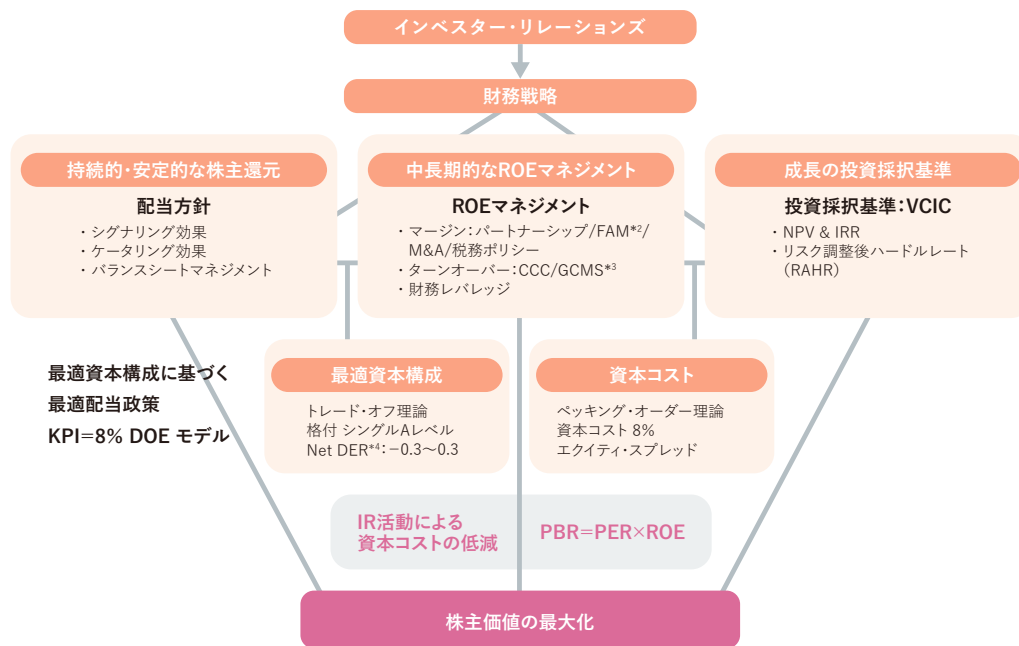 インベスター・リレーションズ
財務戦略
持続的・安定的な株主還元
配当方針
・シグナリング効果
・ケータリング効果
・バランスシートマネジメント
中長期的なROEマネジメント
ROEマネジメント
・マージン：パートナーシップ/FAM*2/
M&A/税務ポリシー
・ターンオーバー：CCC/GCMS*3
・財務レバレッジ
成長の投資採択基準
投資採択基準：VCIC
・NPV & IRR
・リスク調整後ハードルレート
（RAHR）
最適資本構成に基づく
最適配当政策
KPI=8% DOE モデル
最適資本構成
トレード・オフ理論
格付 シングルAレベル
Net DER*4：−0.3〜0.3
資本コスト
ペッキング・オーダー理論
資本コスト 8%
エクイティ・スプレッド
IR活動による
資本コストの低減
PBR=PER×ROE
株主価値の最大化